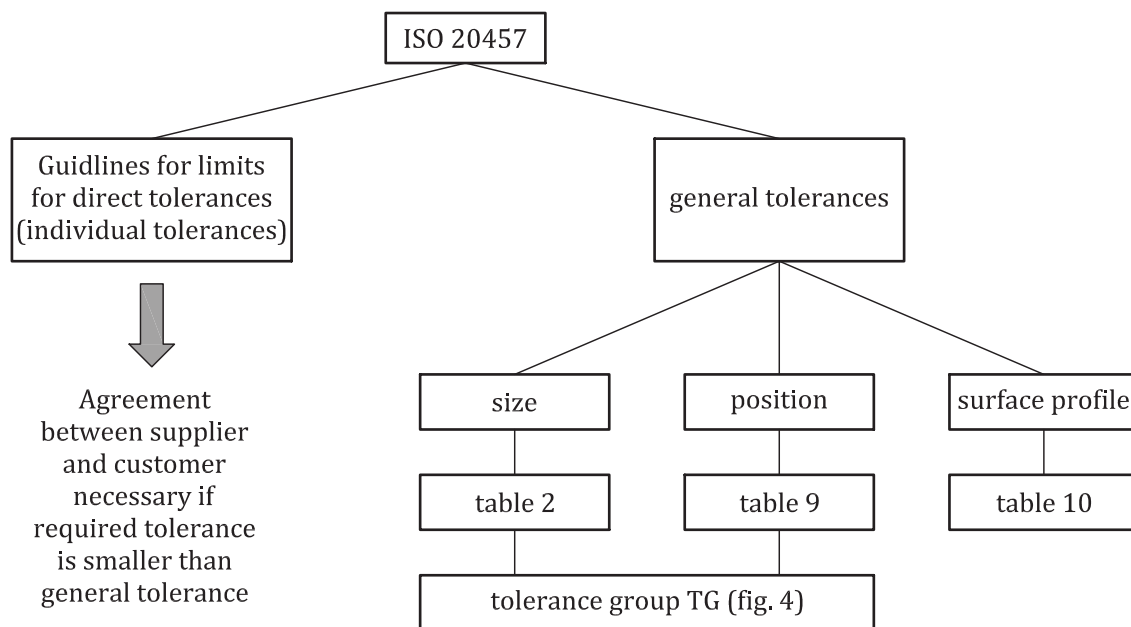 ISO 20457
Guidlines for limits
for direct tolerances
(individual tolerances)
general tolerances
Agreement
between supplier
and customer
necessary if
required tolerance
is smaller than
general tolerance
size
position
surface profile
table 2
table 9
table 10
tolerance group TG (fig. 4)